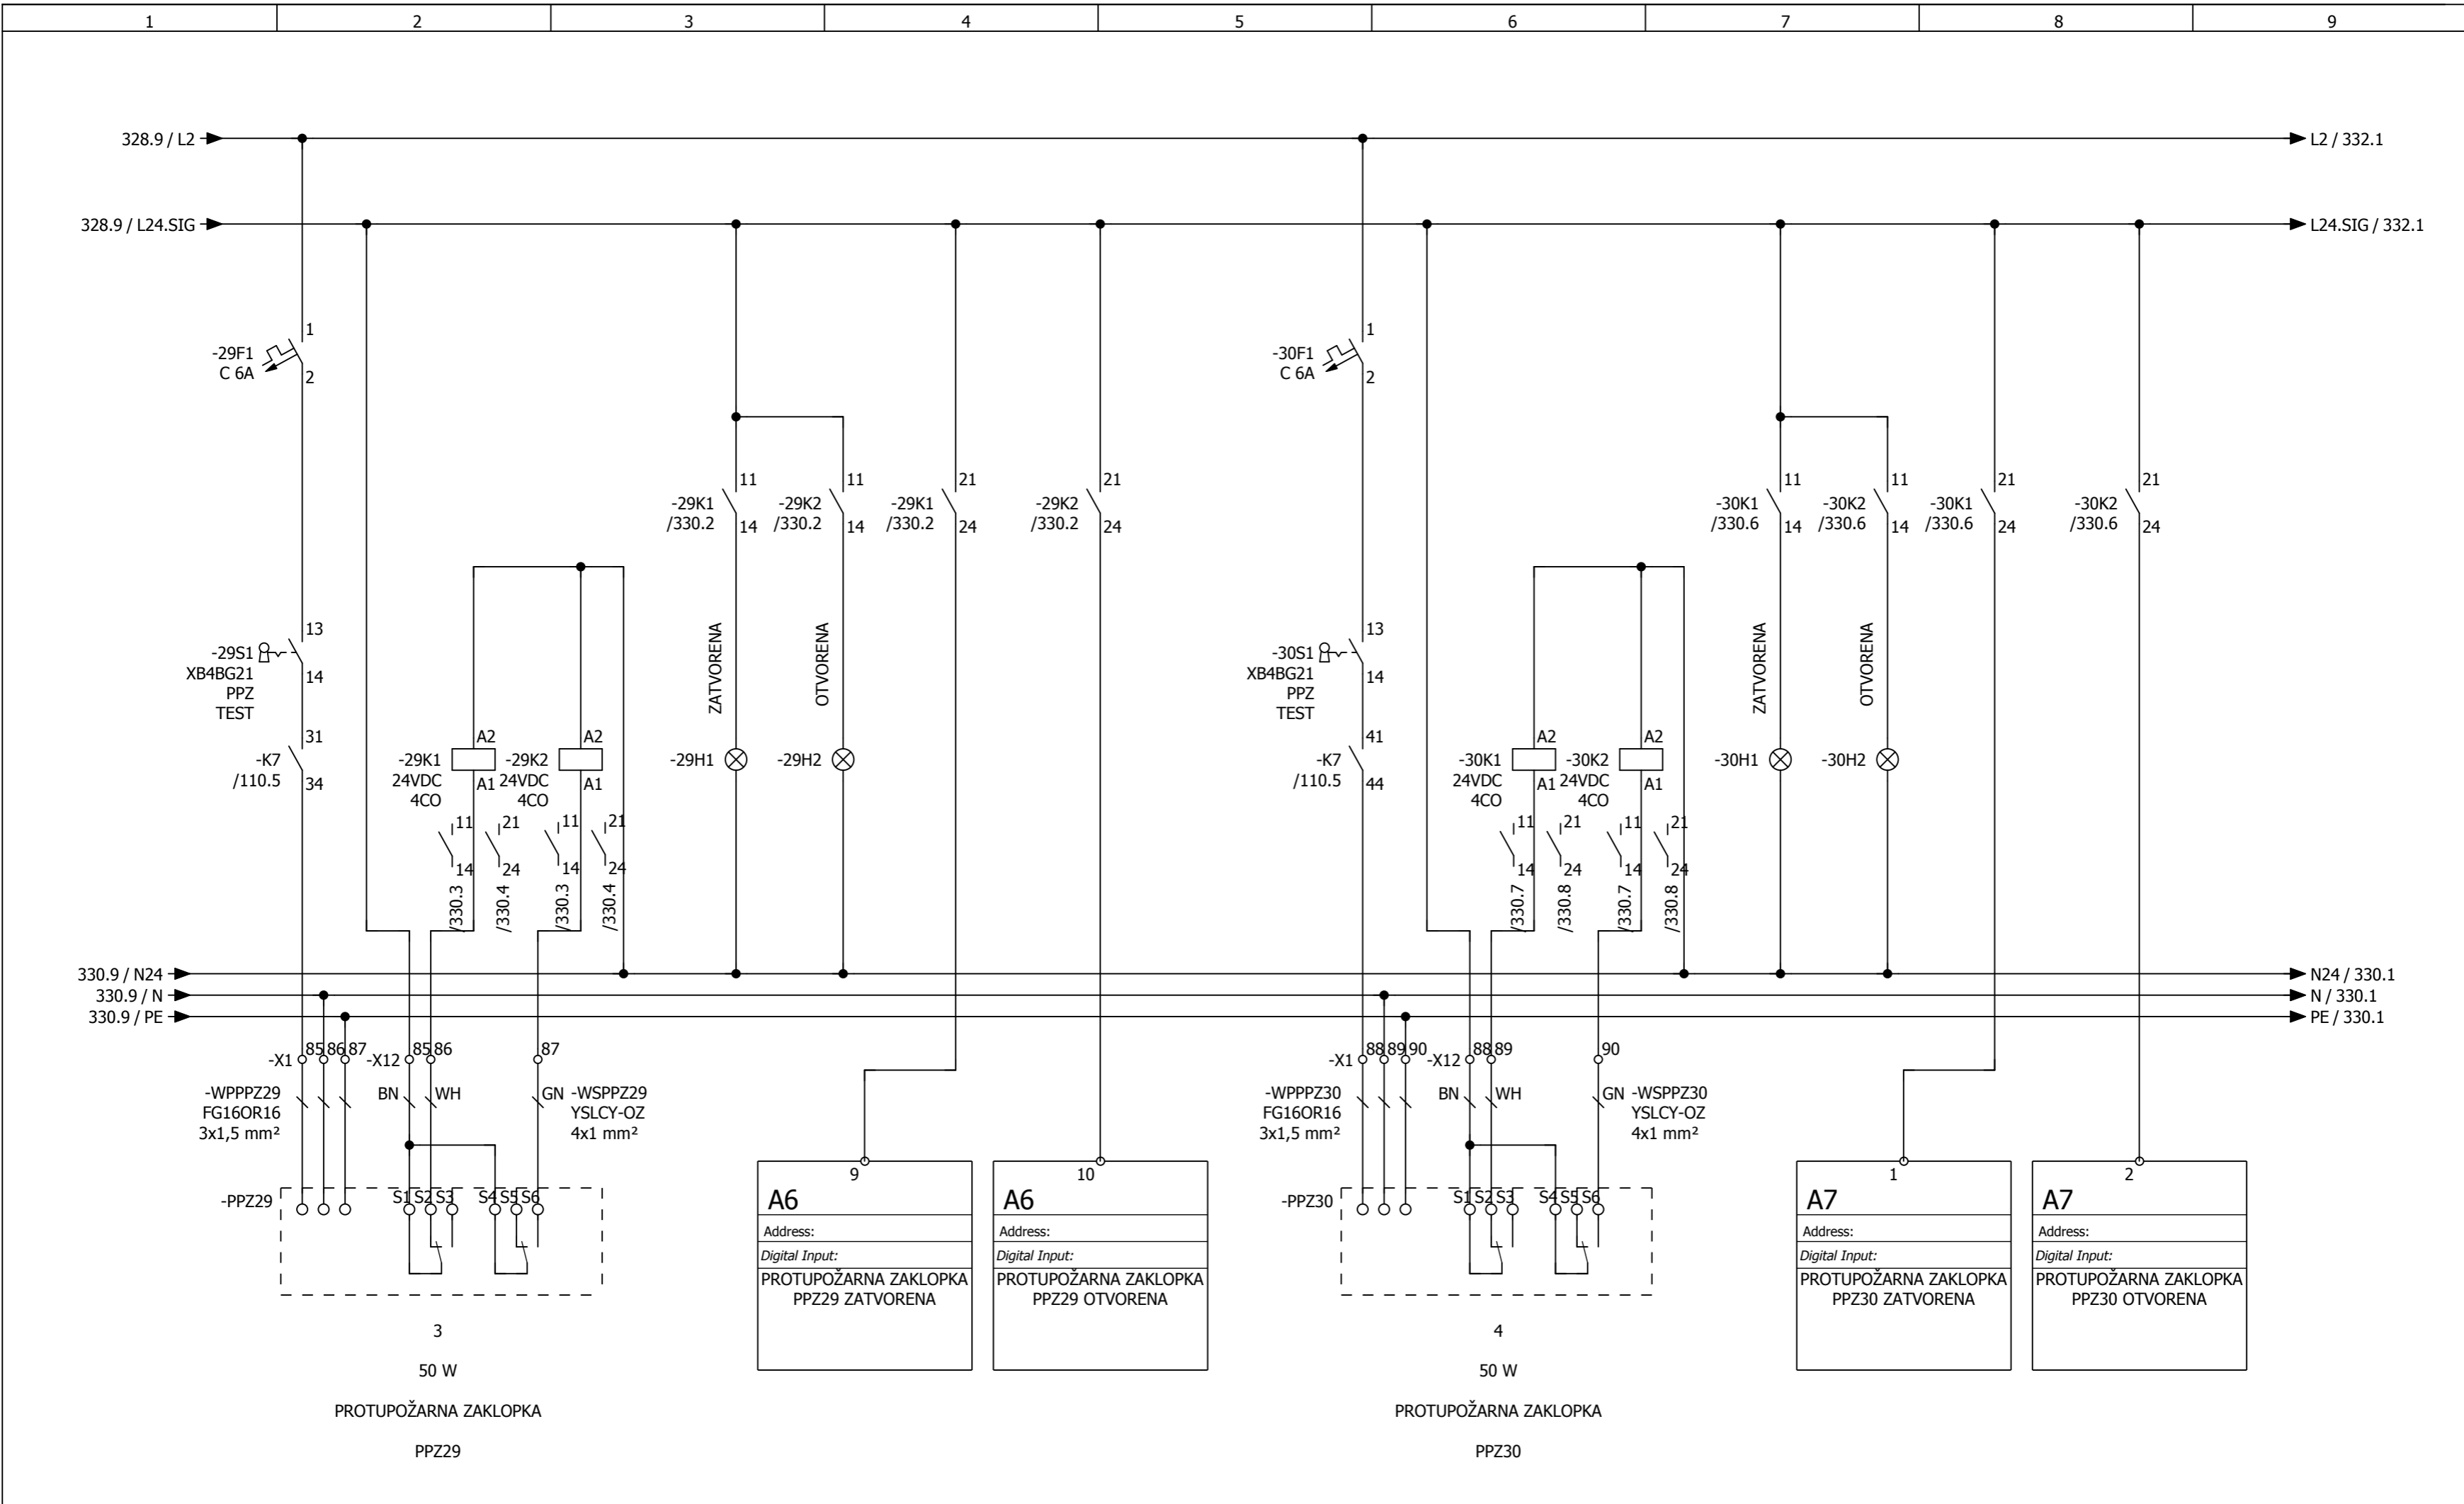 1 2 3 4 5 6 7 8 9
328.9 / L2
L2 / 332.1
328.9 / L24.SIG
L24.SIG / 332.1
1
-29F1
C 6A
2
1
-30F1
C 6A
2
11
-29K1
/330.2
14
11
-29K2
/330.2
14
21
-29K1
/330.2
24
21
-29K2
/330.2
24
11
-30K1
/330.6
14
11
-30K2
/330.6
14
21
-30K1
/330.6
24
21
-30K2
/330.6
24
13
-29S1
XB4BG21
14
PPZ
TEST
31
-K7
/110.5
34
A2
-29K1
24VDC
A1
4CO
A2
-29K2
24VDC
A1
4CO
11
14
/330.3
21
24
/330.4
11
14
/330.3
21
24
/330.4
ZATVORENA
-29H1
OTVORENA
-29H2
13
-30S1
XB4BG21
14
PPZ
TEST
41
-K7
/110.5
44
A2
-30K1
24VDC
A1
4CO
A2
-30K2
24VDC
A1
4CO
11
14
/330.7
21
24
/330.8
11
14
/330.7
21
24
/330.8
ZATVORENA
-30H1
OTVORENA
-30H2
330.9 / N24
N24 / 330.1
330.9 / N
N / 330.1
330.9 / PE
PE / 330.1
-X1 85 86 87
-X12 85 86 87
-WPPPZ29
FG16OR16
3x1,5 mm²
BN WH GN
-WSPPZ29
YSLCY-OZ
4x1 mm²
-PPZ29
S1 S2 S3 S4 S5 S6
3
50 W
PROTUPOŽARNA ZAKLOPKA
PPZ29
9
A6
Address:
Digital Input:
PROTUPOŽARNA ZAKLOPKA
PPZ29 ZATVORENA
10
A6
Address:
Digital Input:
PROTUPOŽARNA ZAKLOPKA
PPZ29 OTVORENA
-X1 88 89 90
-X12 88 89 90
-WPPPZ30
FG16OR16
3x1,5 mm²
BN WH GN
-WSPPZ30
YSLCY-OZ
4x1 mm²
-PPZ30
S1 S2 S3 S4 S5 S6
4
50 W
PROTUPOŽARNA ZAKLOPKA
PPZ30
1
A7
Address:
Digital Input:
PROTUPOŽARNA ZAKLOPKA
PPZ30 ZATVORENA
2
A7
Address:
Digital Input:
PROTUPOŽARNA ZAKLOPKA
PPZ30 OTVORENA